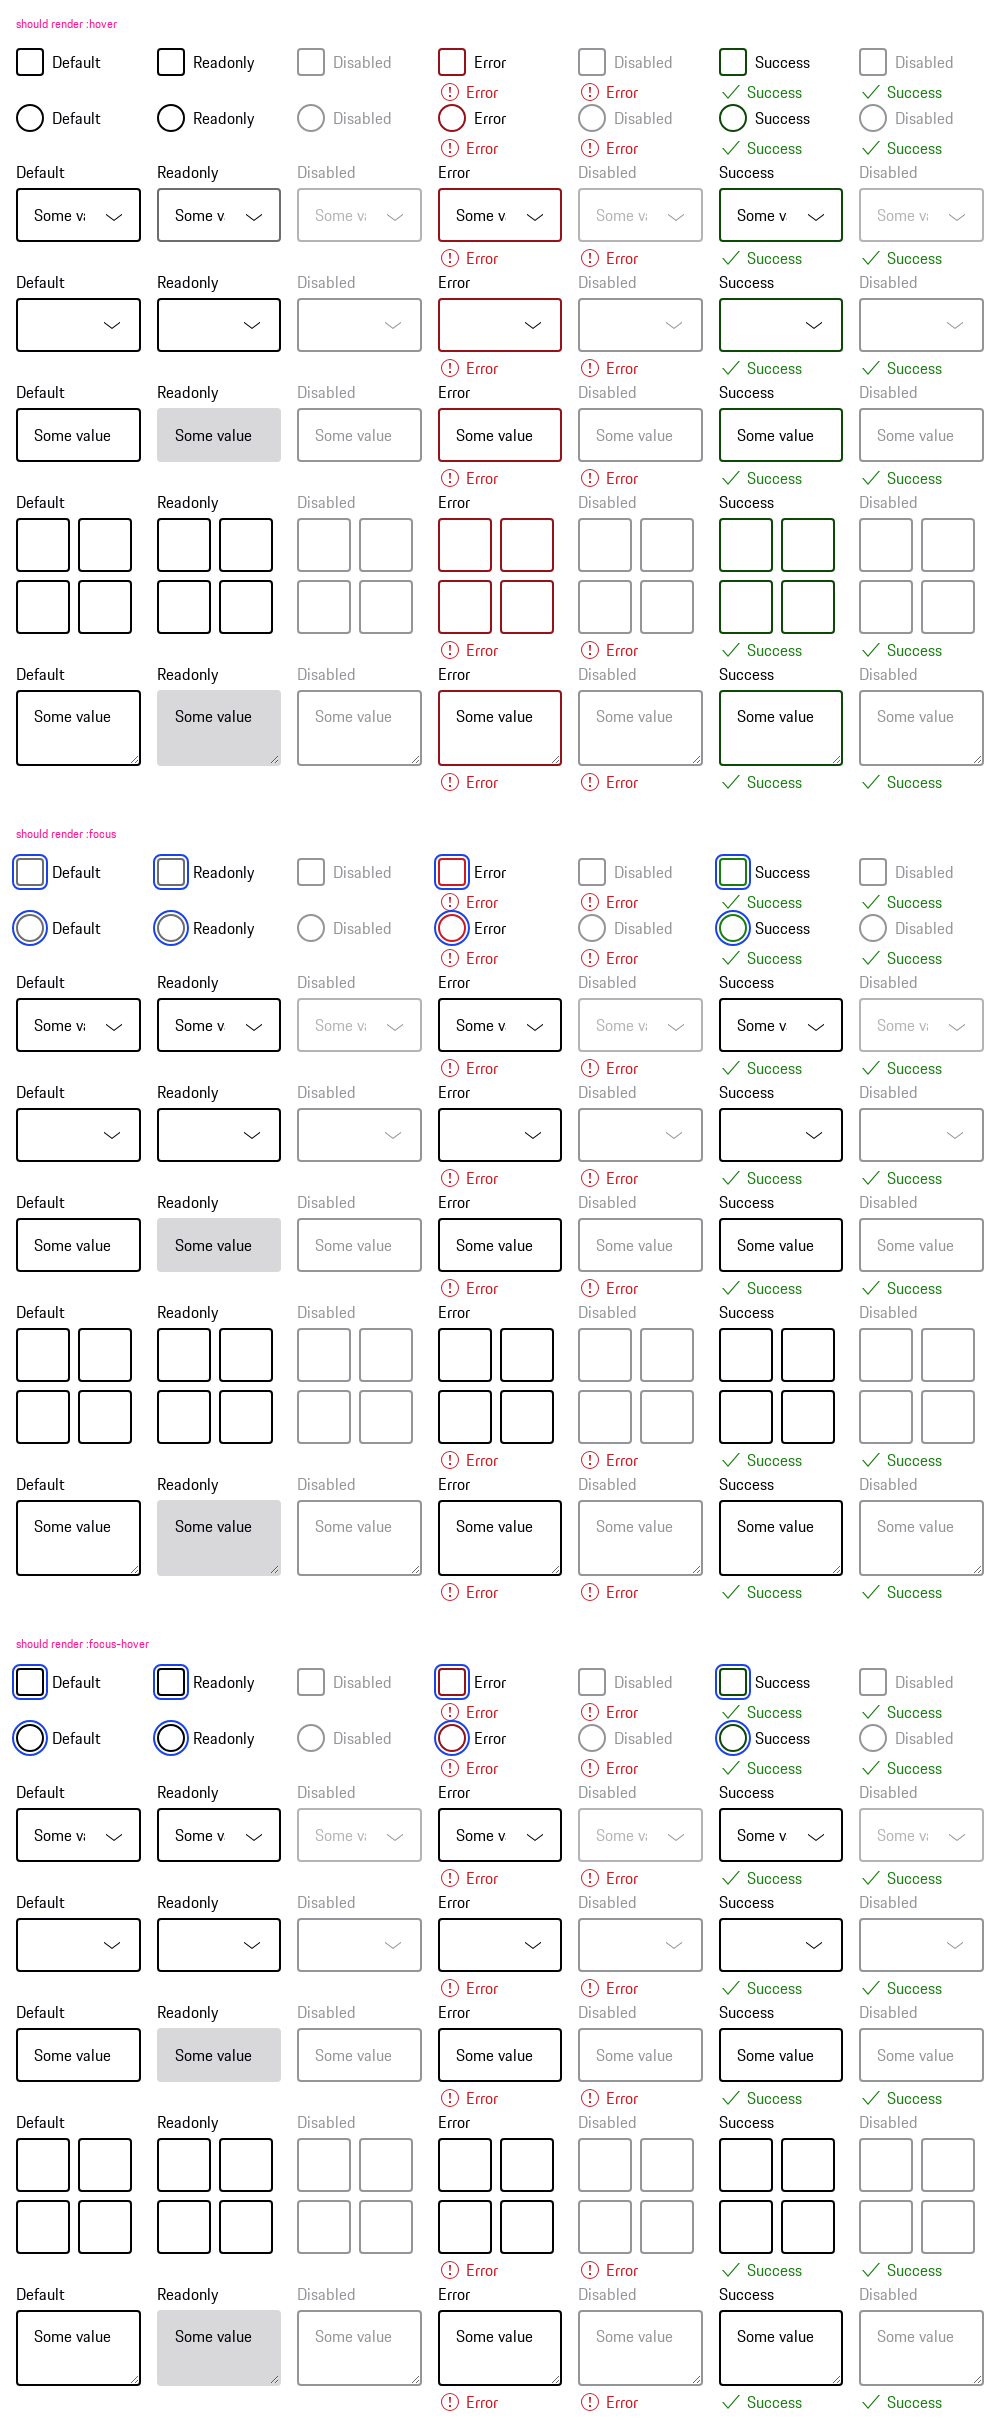 should render :hover
Default Readonly Disabled Error Disabled Success Disabled
Error Error Success Success
Default Readonly Disabled Error Disabled Success Disabled
Error Error Success Success
Default Readonly Disabled Error Disabled Success Disabled
Some va Some v Some va Some v Some va Some v Some va
Error Error Success Success
Default Readonly Disabled Error Disabled Success Disabled
Error Error Success Success
Default Readonly Disabled Error Disabled Success Disabled
Some value Some value Some value Some value Some value Some value Some value
Error Error Success Success
Default Readonly Disabled Error Disabled Success Disabled
Error Error Success Success
Default Readonly Disabled Error Disabled Success Disabled
Some value Some value Some value Some value Some value Some value Some value
Error Error Success Success
should render :focus
Default Readonly Disabled Error Disabled Success Disabled
Error Error Success Success
Default Readonly Disabled Error Disabled Success Disabled
Error Error Success Success
Default Readonly Disabled Error Disabled Success Disabled
Some va Some v Some va Some v Some va Some v Some va
Error Error Success Success
Default Readonly Disabled Error Disabled Success Disabled
Error Error Success Success
Default Readonly Disabled Error Disabled Success Disabled
Some value Some value Some value Some value Some value Some value Some value
Error Error Success Success
Default Readonly Disabled Error Disabled Success Disabled
Error Error Success Success
Default Readonly Disabled Error Disabled Success Disabled
Some value Some value Some value Some value Some value Some value Some value
Error Error Success Success
should render :focus-hover
Default Readonly Disabled Error Disabled Success Disabled
Error Error Success Success
Default Readonly Disabled Error Disabled Success Disabled
Error Error Success Success
Default Readonly Disabled Error Disabled Success Disabled
Some va Some v Some va Some v Some va Some v Some va
Error Error Success Success
Default Readonly Disabled Error Disabled Success Disabled
Error Error Success Success
Default Readonly Disabled Error Disabled Success Disabled
Some value Some value Some value Some value Some value Some value Some value
Error Error Success Success
Default Readonly Disabled Error Disabled Success Disabled
Error Error Success Success
Default Readonly Disabled Error Disabled Success Disabled
Some value Some value Some value Some value Some value Some value Some value
Error Error Success Success